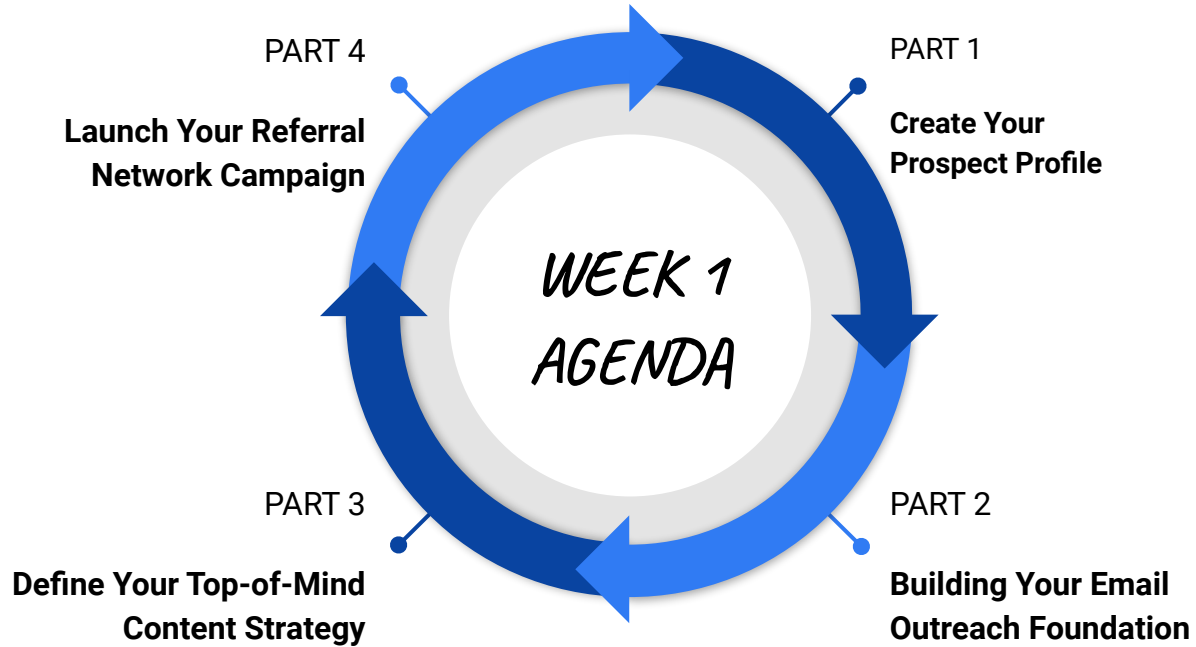 PART 1
Create Your
Prospect Profile
PART 2
Building Your Email
Outreach Foundation
PART 3
Define Your Top-of-Mind
Content Strategy
PART 4
Launch Your Referral
Network Campaign
WEEK 1
AGENDA